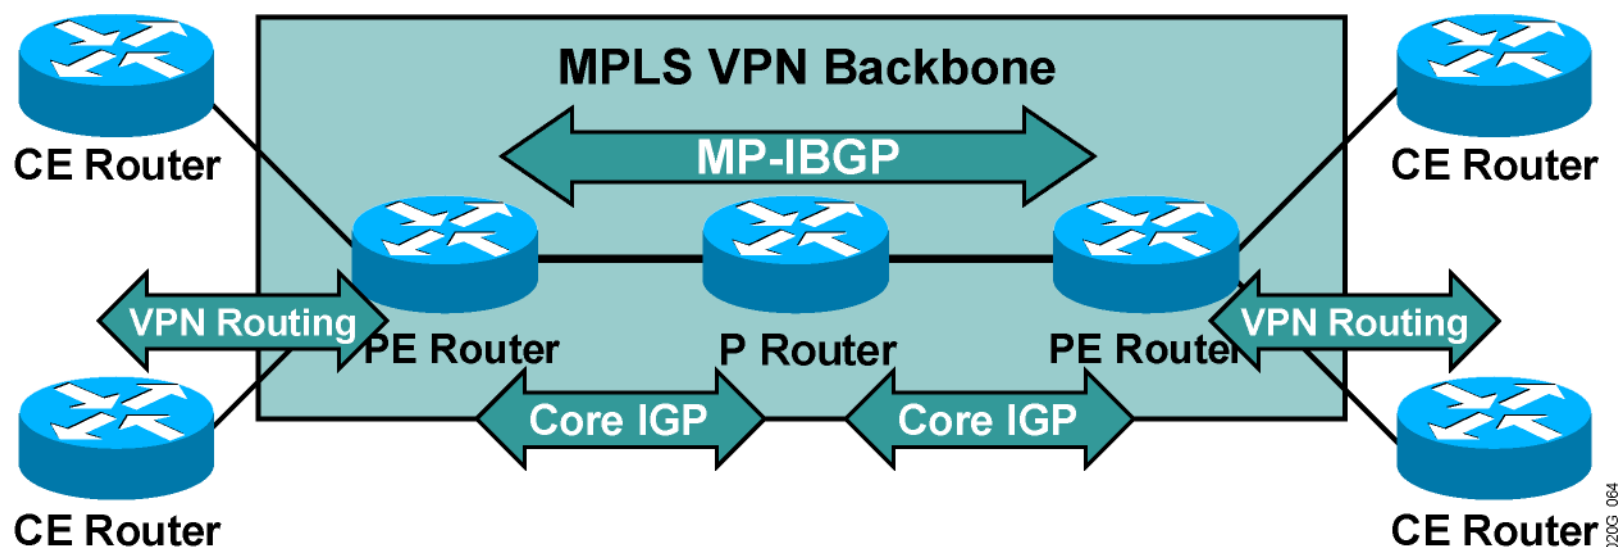 MPLS VPN Backbone
MP-IBGP
CE Router
CE Router
VPN Routing
PE Router
P Router
PE Router
VPN Routing
Core IGP
Core IGP
CE Router
CE Router